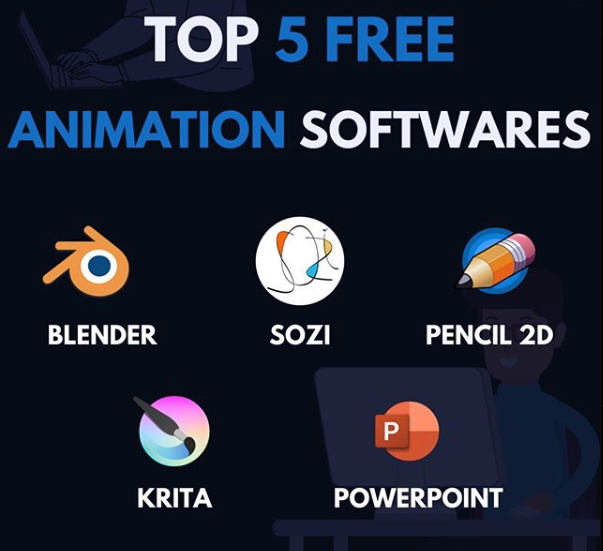 TOP 5 FREE
ANIMATION SOFTWARES
BLENDER
SOZI
PENCIL 2D
KRITA
P
POWERPOINT